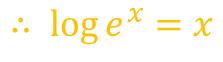 ∴ log eˣ = x